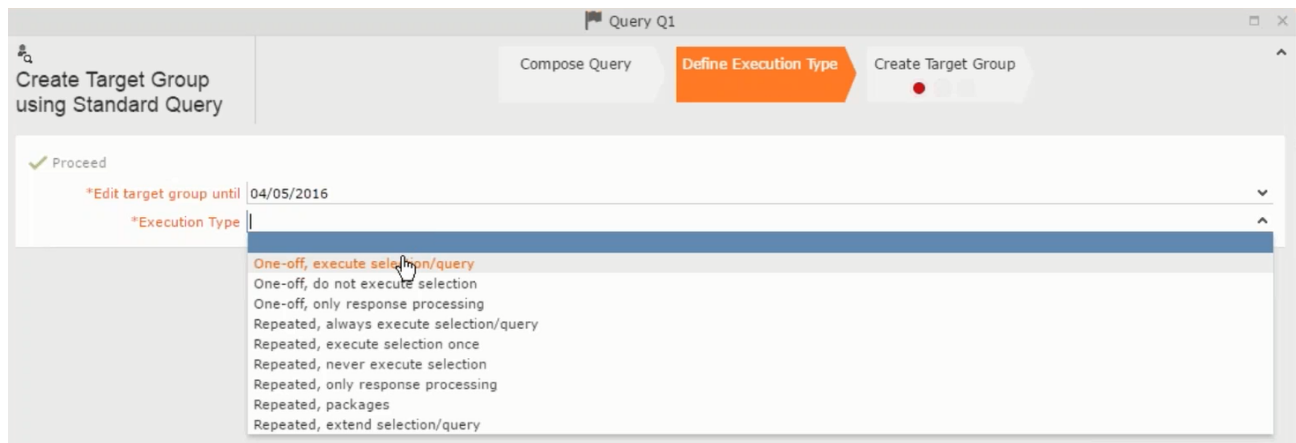 Query Q1
Create Target Group
using Standard Query
Compose Query
Define Execution Type
Create Target Group
Proceed
*Edit target group until 04/05/2016
*Execution Type
One-off, execute selection/query
One-off, do not execute selection
One-off, only response processing
Repeated, always execute selection/query
Repeated, execute selection once
Repeated, never execute selection
Repeated, only response processing
Repeated, packages
Repeated, extend selection/query